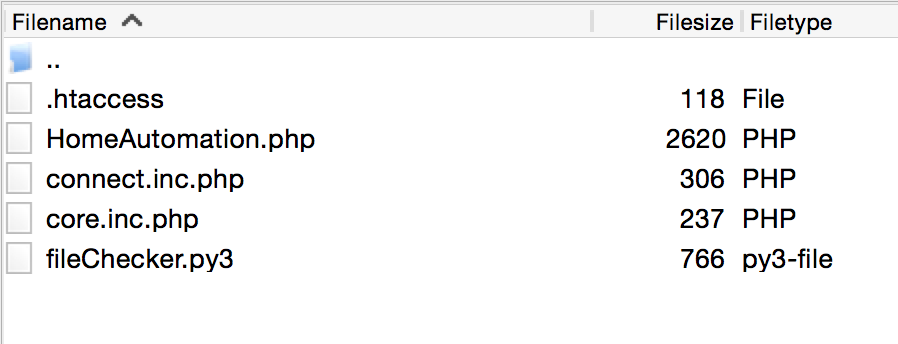 Filename Filesize Filetype
..
.htaccess 118 File
HomeAutomation.php 2620 PHP
connect.inc.php 306 PHP
core.inc.php 237 PHP
fileChecker.py3 766 py3-file